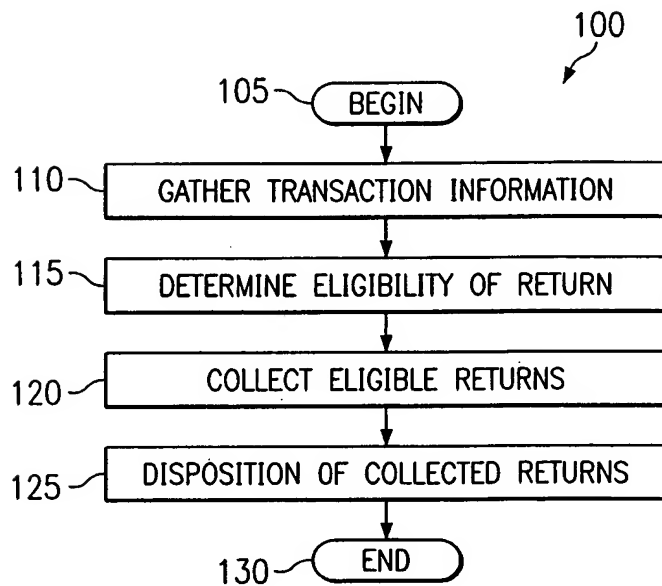 100
105 BEGIN
110 GATHER TRANSACTION INFORMATION
115 DETERMINE ELIGIBILITY OF RETURN
120 COLLECT ELIGIBLE RETURNS
125 DISPOSITION OF COLLECTED RETURNS
130 END